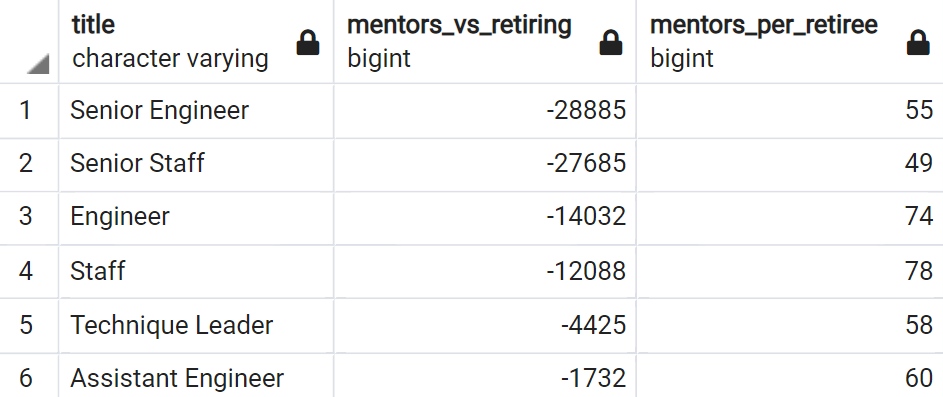 title mentors_vs_retiring mentors_per_retiree
character varying bigint bigint
1 Senior Engineer -28885 55
2 Senior Staff -27685 49
3 Engineer -14032 74
4 Staff -12088 78
5 Technique Leader -4425 58
6 Assistant Engineer -1732 60